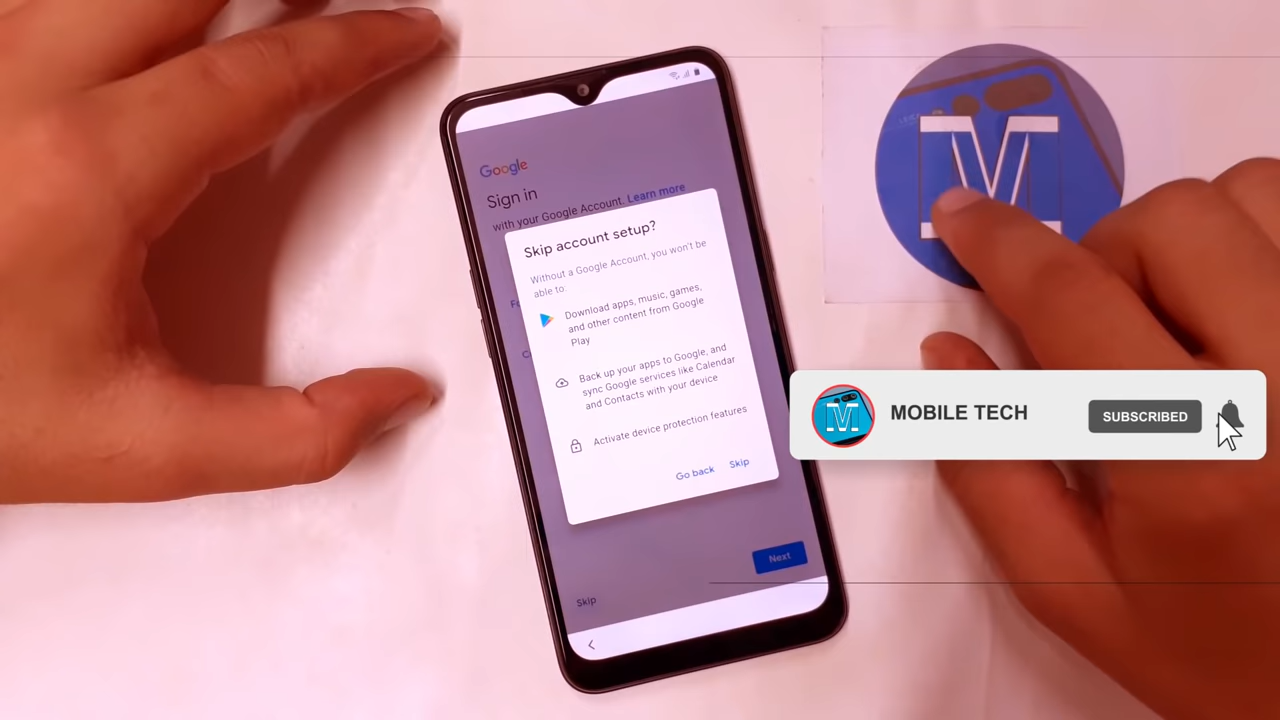 Google
Sign in
with your Google Account. Learn more
Skip account setup?
Without a Google Account, you won't be
able to:
Download apps, music, games,
and other content from Google
Play
Back up your apps to Google, and
sync Google services like Calendar
and Contacts with your device
Activate device protection features
Go back Skip
Next
Skip
M
M
MOBILE TECH
SUBSCRIBED